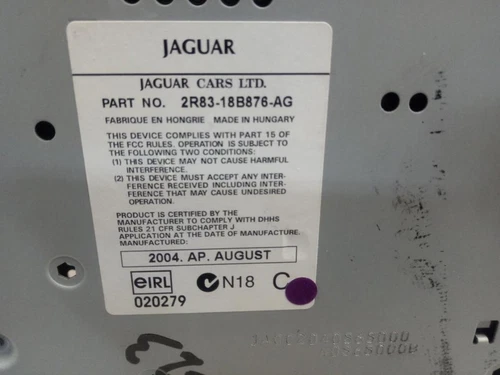 JAGUAR
JAGUAR CARS LTD.
PART NO. 2R83-18B876-AG
FABRIQUE EN HONGRIE MADE IN HUNGARY
THIS DEVICE COMPLIES WITH PART 15 OF
THE FCC RULES. OPERATION IS SUBJECT TO
THE FOLLOWING TWO CONDITIONS:
(1) THIS DEVICE MAY NOT CAUSE HARMFUL
INTERFERENCE.
(2) THIS DEVICE MUST ACCEPT ANY INTER-
FERENCE RECEIVED INCLUDING INTER-
FERENCE THAT MAY CAUSE UNDESIRED
OPERATION.
PRODUCT IS CERTIFIED BY THE
MANUFACTURER TO COMPLY WITH DHHS
RULES 21 CFR SUBCHAPTER J
APPLICATION AT THE DATE OF MANUFACTURE.
MANUFACTURED:
2004. AP. AUGUST
eIRL N18 C
020279